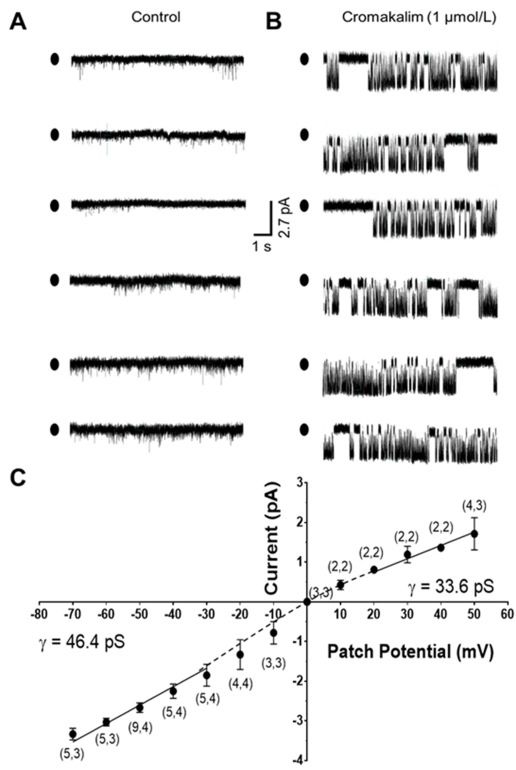 A
Control
B
Cromakalim (1 µmol/L)
1 s
2.7 pA
C
Current (pA)
3
2
1
-1
-2
-3
-4
-80 -70 -60 -50 -40 -30 -20 -10
10 20 30 40 50 60
Patch Potential (mV)
γ = 46.4 pS
γ = 33.6 pS
(5,3)
(5,3)
(9,4)
(5,4)
(5,4)
(4,4)
(3,3)
(3,3)
(2,2)
(2,2)
(2,2)
(2,2)
(4,3)